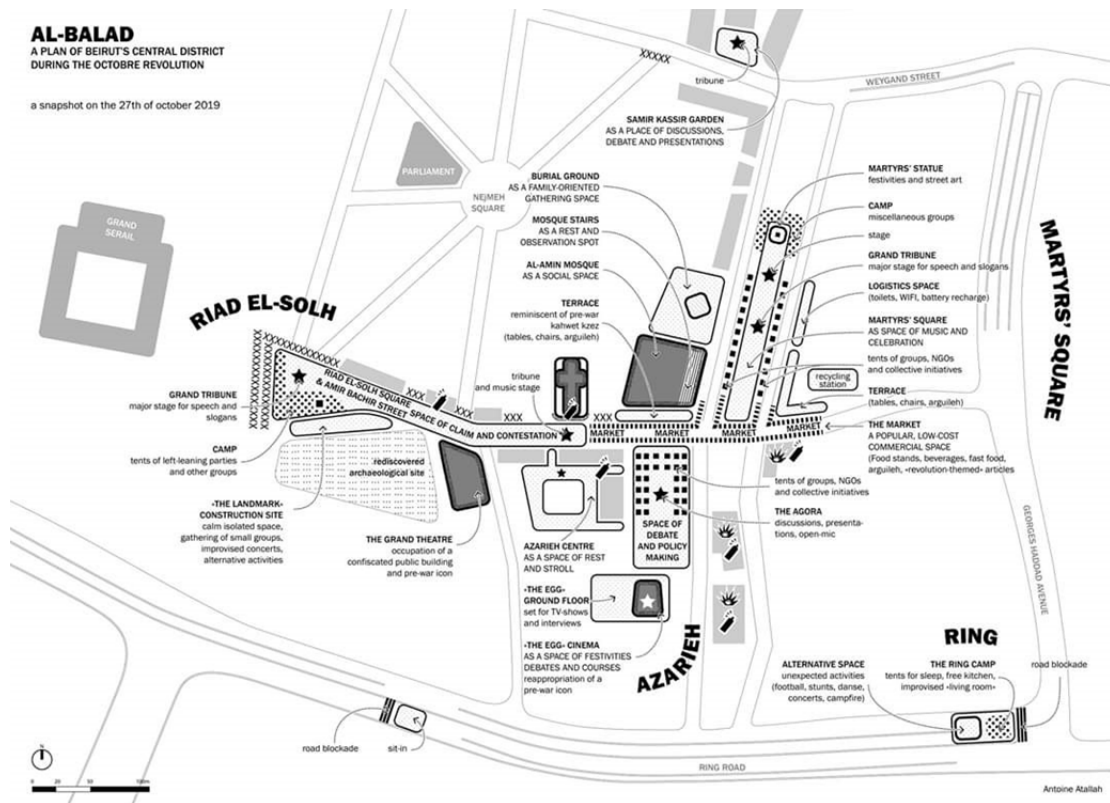 AL-BALAD
A PLAN OF BEIRUT'S CENTRAL DISTRICT
DURING THE OCTOBRE REVOLUTION
a snapshot on the 27th of october 2019
XXXXX
tribune
WEYGAND STREET
SAMIR KASSIR GARDEN
AS A PLACE OF DISCUSSIONS,
DEBATE AND PRESENTATIONS
PARLIAMENT
NEJMEH
SQUARE
GRAND
SERAIL
BURIAL GROUND
AS A FAMILY-ORIENTED
GATHERING SPACE
MOSQUE STAIRS
AS A REST AND
OBSERVATION SPOT
AL-AMIN MOSQUE
AS A SOCIAL SPACE
TERRACE
reminiscent of pre-war
kahwet kzez
(tables, chairs, arguileh)
tribune
and music stage
MARTYRS' STATUE
festivities and street art
CAMP
miscellaneous groups
stage
GRAND TRIBUNE
major stage for speech and slogans
LOGISTICS SPACE
(toilets, WIFI, battery recharge)
MARTYRS' SQUARE
AS SPACE OF MUSIC AND
CELEBRATION
tents of groups, NGOs
and collective initiatives
recycling
station
TERRACE
(tables, chairs, arguileh)
THE MARKET
A POPULAR, LOW-COST
COMMERCIAL SPACE
(Food stands, beverages, fast food,
arguileh, «revolution-themed» articles
MARTYRS' SQUARE
RIAD EL-SOLH
RIAD EL-SOLH SQUARE SPACE OF CLAIM AND CONTESTATION
& AMIR BACHIR STREET
XXX
XXX
XXX
XXX
MARKET
MARKET
MARKET
MARKET
GRAND TRIBUNE
major stage for speech and
slogans
CAMP
tents of left-leaning parties
and other groups
rediscovered
archaeological site
«THE LANDMARK»
CONSTRUCTION SITE
calm isolated space,
gathering of small groups,
improvised concerts,
alternative activities
THE GRAND THEATRE
occupation of a
confiscated public building
and pre-war icon
AZARIEH CENTRE
AS A SPACE OF REST
AND STROLL
SPACE OF
DEBATE
AND POLICY
MAKING
tents of groups, NGOs
and collective initiatives
THE AGORA
discussions, presenta-
tions, open-mic
«THE EGG»
GROUND FLOOR
set for TV-shows
and interviews
«THE EGG» CINEMA
AS A SPACE OF FESTIVITIES
DEBATES AND COURSES
reappropriation of a
pre-war icon
AZARIEH
GEORGES HADDAD AVENUE
RING
ALTERNATIVE SPACE
unexpected activities
(football, stunts, danse,
concerts, campfire)
THE RING CAMP
tents for sleep, free kitchen,
improvised «living room»
road blockade
road blockade
sit-in
RING ROAD
N
0 20 50 100m
Antoine Atallah